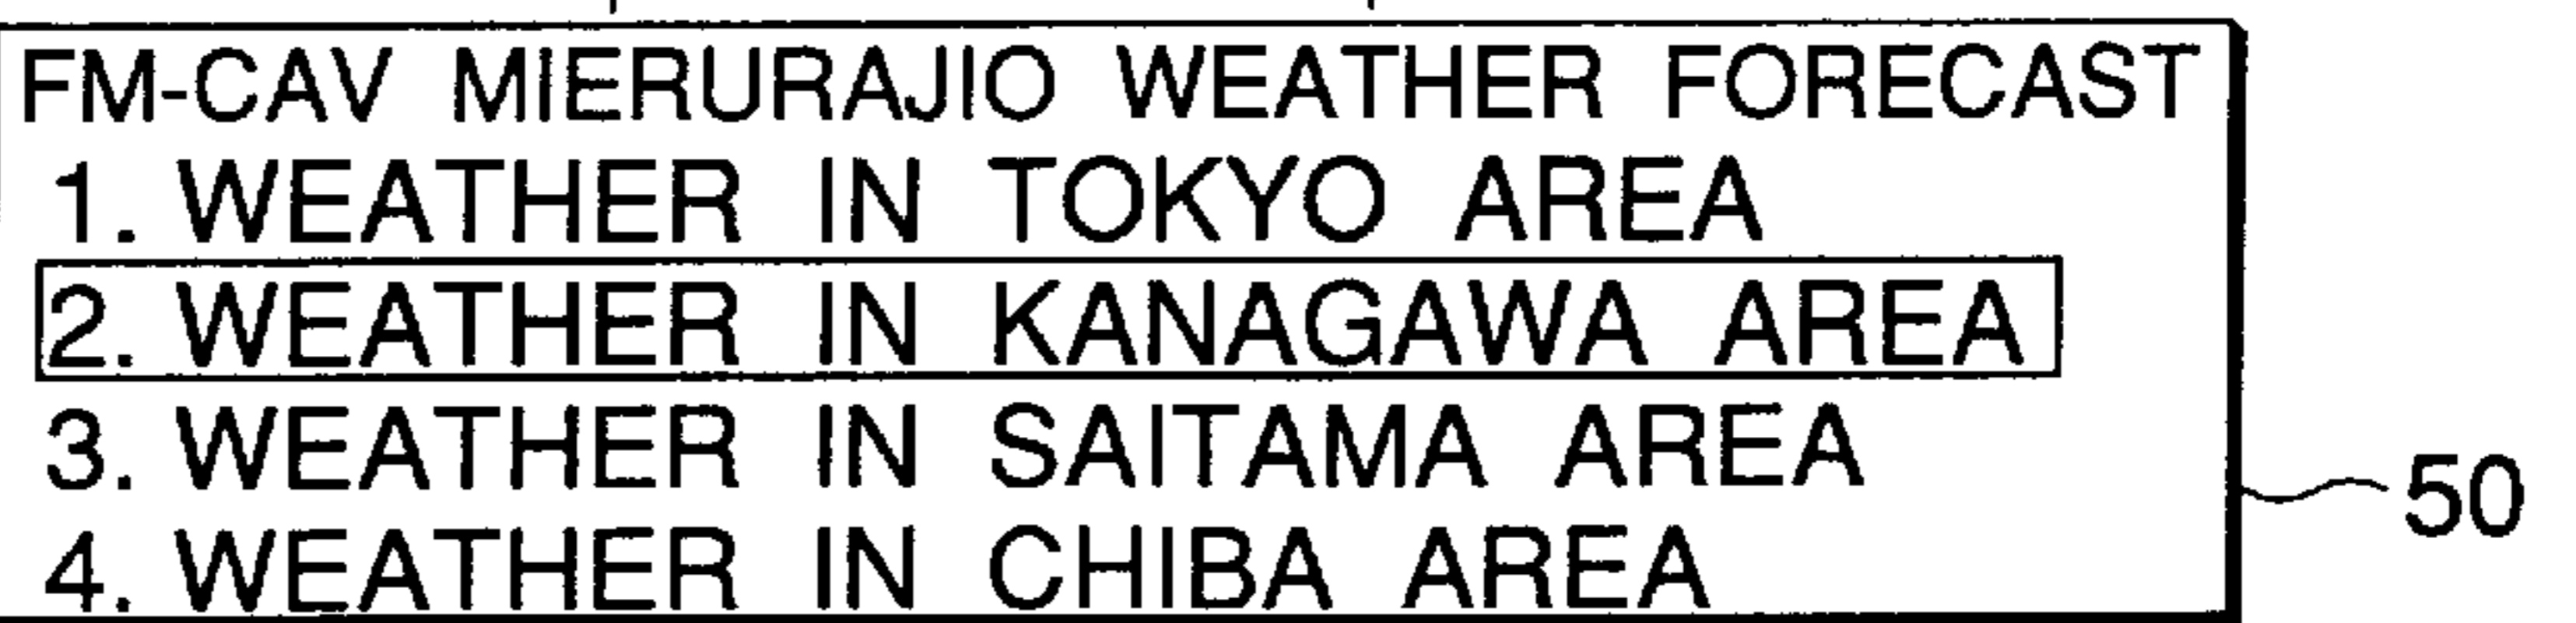 FM-CAV MIERURAJIO WEATHER FORECAST
1. WEATHER IN TOKYO AREA
2. WEATHER IN KANAGAWA AREA
3. WEATHER IN SAITAMA AREA
50
4. WEATHER IN CHIBA AREA